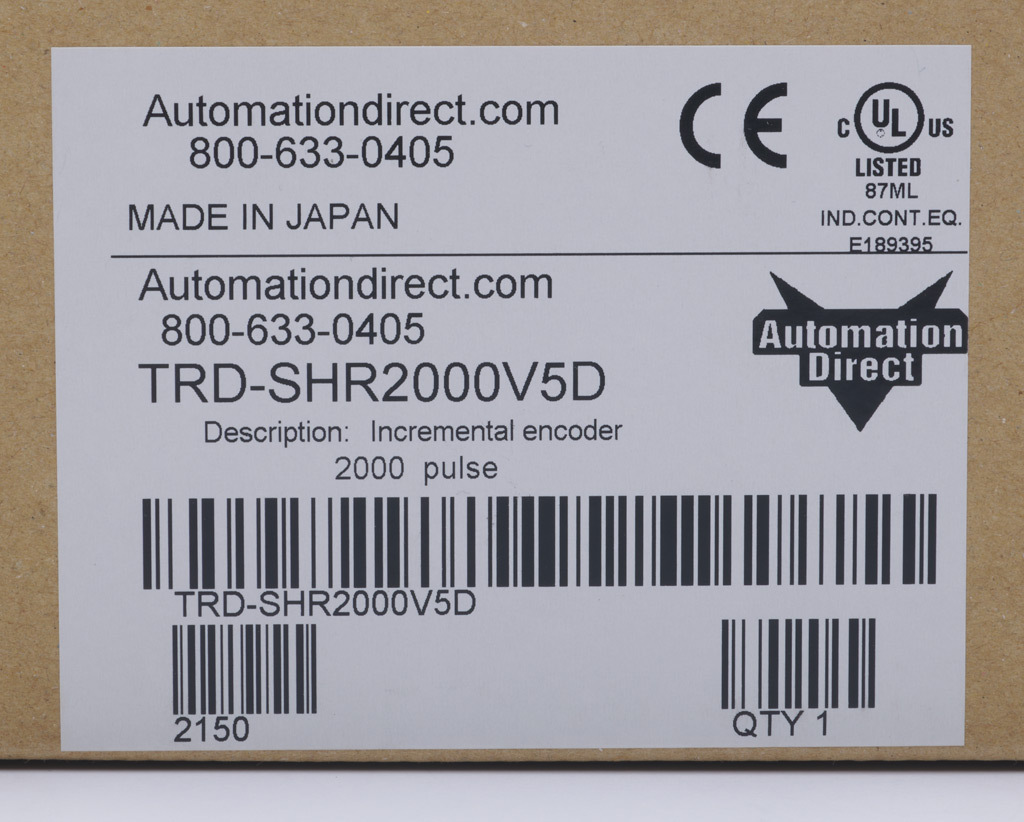 Automationdirect.com
800-633-0405
MADE IN JAPAN
CE
C UL US
LISTED
87ML
IND.CONT.EQ.
E189395
Automationdirect.com
800-633-0405
TRD-SHR2000V5D
Description: Incremental encoder
2000 pulse
Automation
Direct
TRD-SHR2000V5D
2150
QTY 1